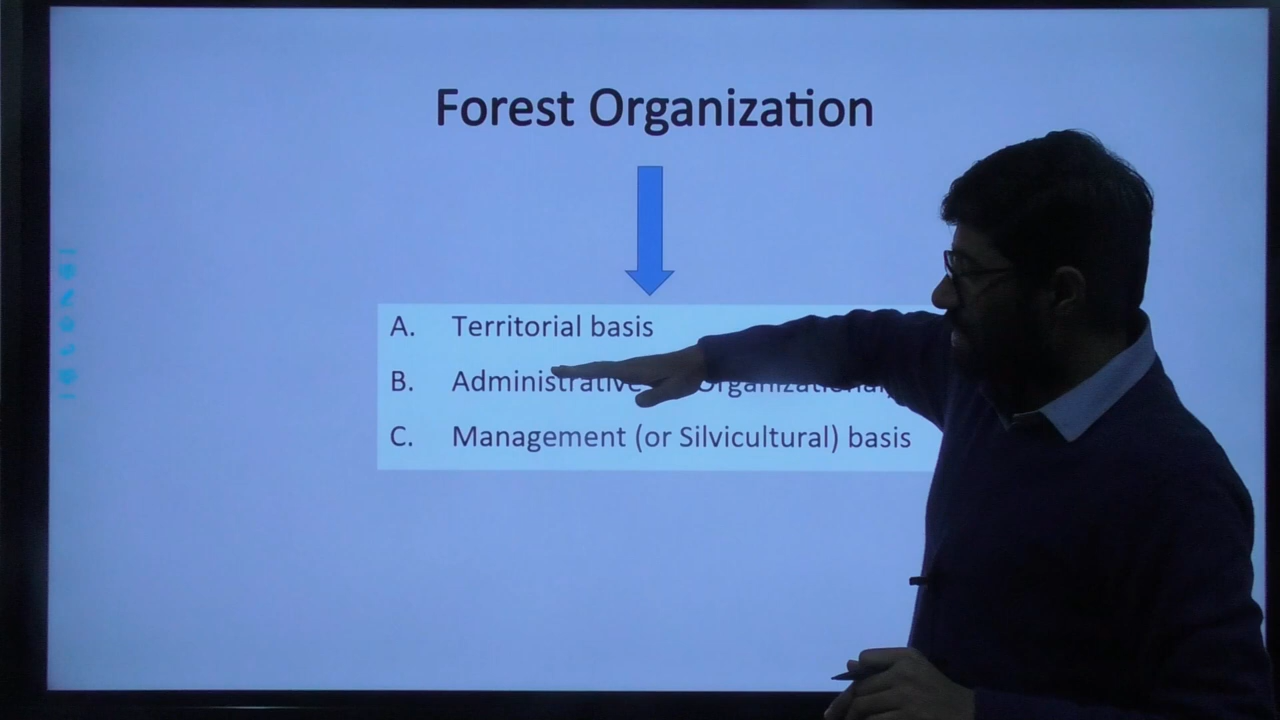 Forest Organization
A. Territorial basis
B. Administrative Organizational
C. Management (or Silvicultural) basis